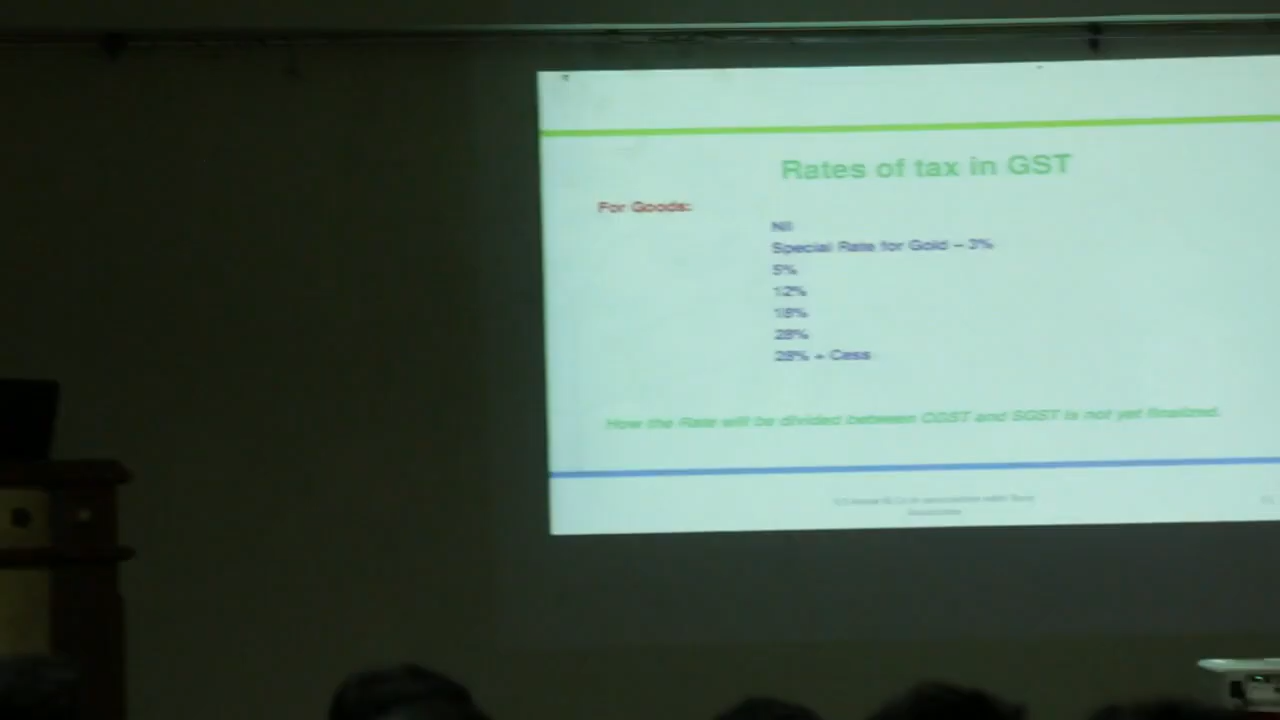 Rates of tax in GST
For Goods:
Nil
Special Rate for Gold – 3%
5%
12%
18%
28%
28% + Cess
How the Rate will be divided between CGST and SGST is not yet finalized.